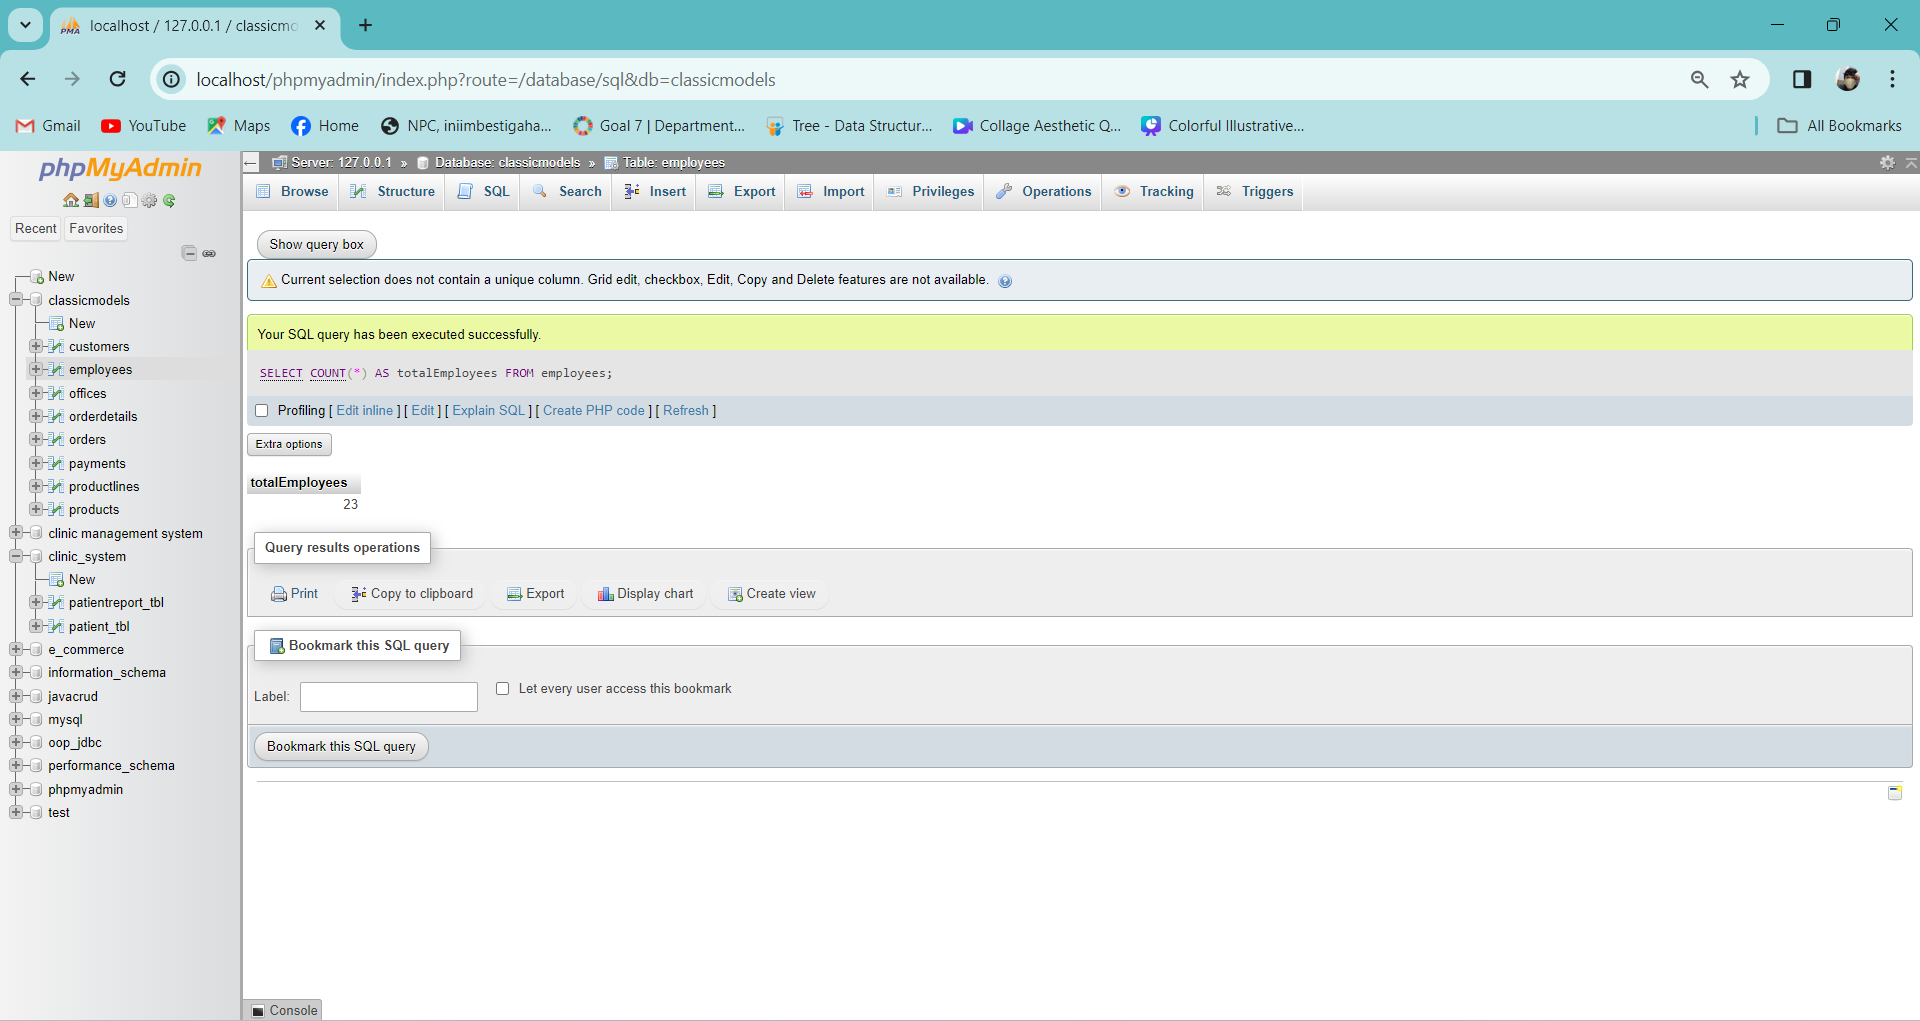 localhost / 127.0.0.1 / classicmo
localhost/phpmyadmin/index.php?route=/database/sql&db=classicmodels
Gmail YouTube Maps Home NPC, iniimbestigaha... Goal 7 | Department... Tree - Data Structur... Collage Aesthetic Q... Colorful Illustrative... All Bookmarks
phpMyAdmin
Recent Favorites
New
classicmodels
New
customers
employees
offices
orderdetails
orders
payments
productlines
products
clinic management system
clinic_system
New
patientreport_tbl
patient_tbl
e_commerce
information_schema
javacrud
mysql
oop_jdbc
performance_schema
phpmyadmin
test
Server: 127.0.0.1 » Database: classicmodels » Table: employees
Browse Structure SQL Search Insert Export Import Privileges Operations Tracking Triggers
Show query box
Current selection does not contain a unique column. Grid edit, checkbox, Edit, Copy and Delete features are not available.
Your SQL query has been executed successfully.
SELECT COUNT(*) AS totalEmployees FROM employees;
Profiling [ Edit inline ] [ Edit ] [ Explain SQL ] [ Create PHP code ] [ Refresh ]
Extra options
totalEmployees
23
Query results operations
Print Copy to clipboard Export Display chart Create view
Bookmark this SQL query
Label: Let every user access this bookmark
Bookmark this SQL query
Console